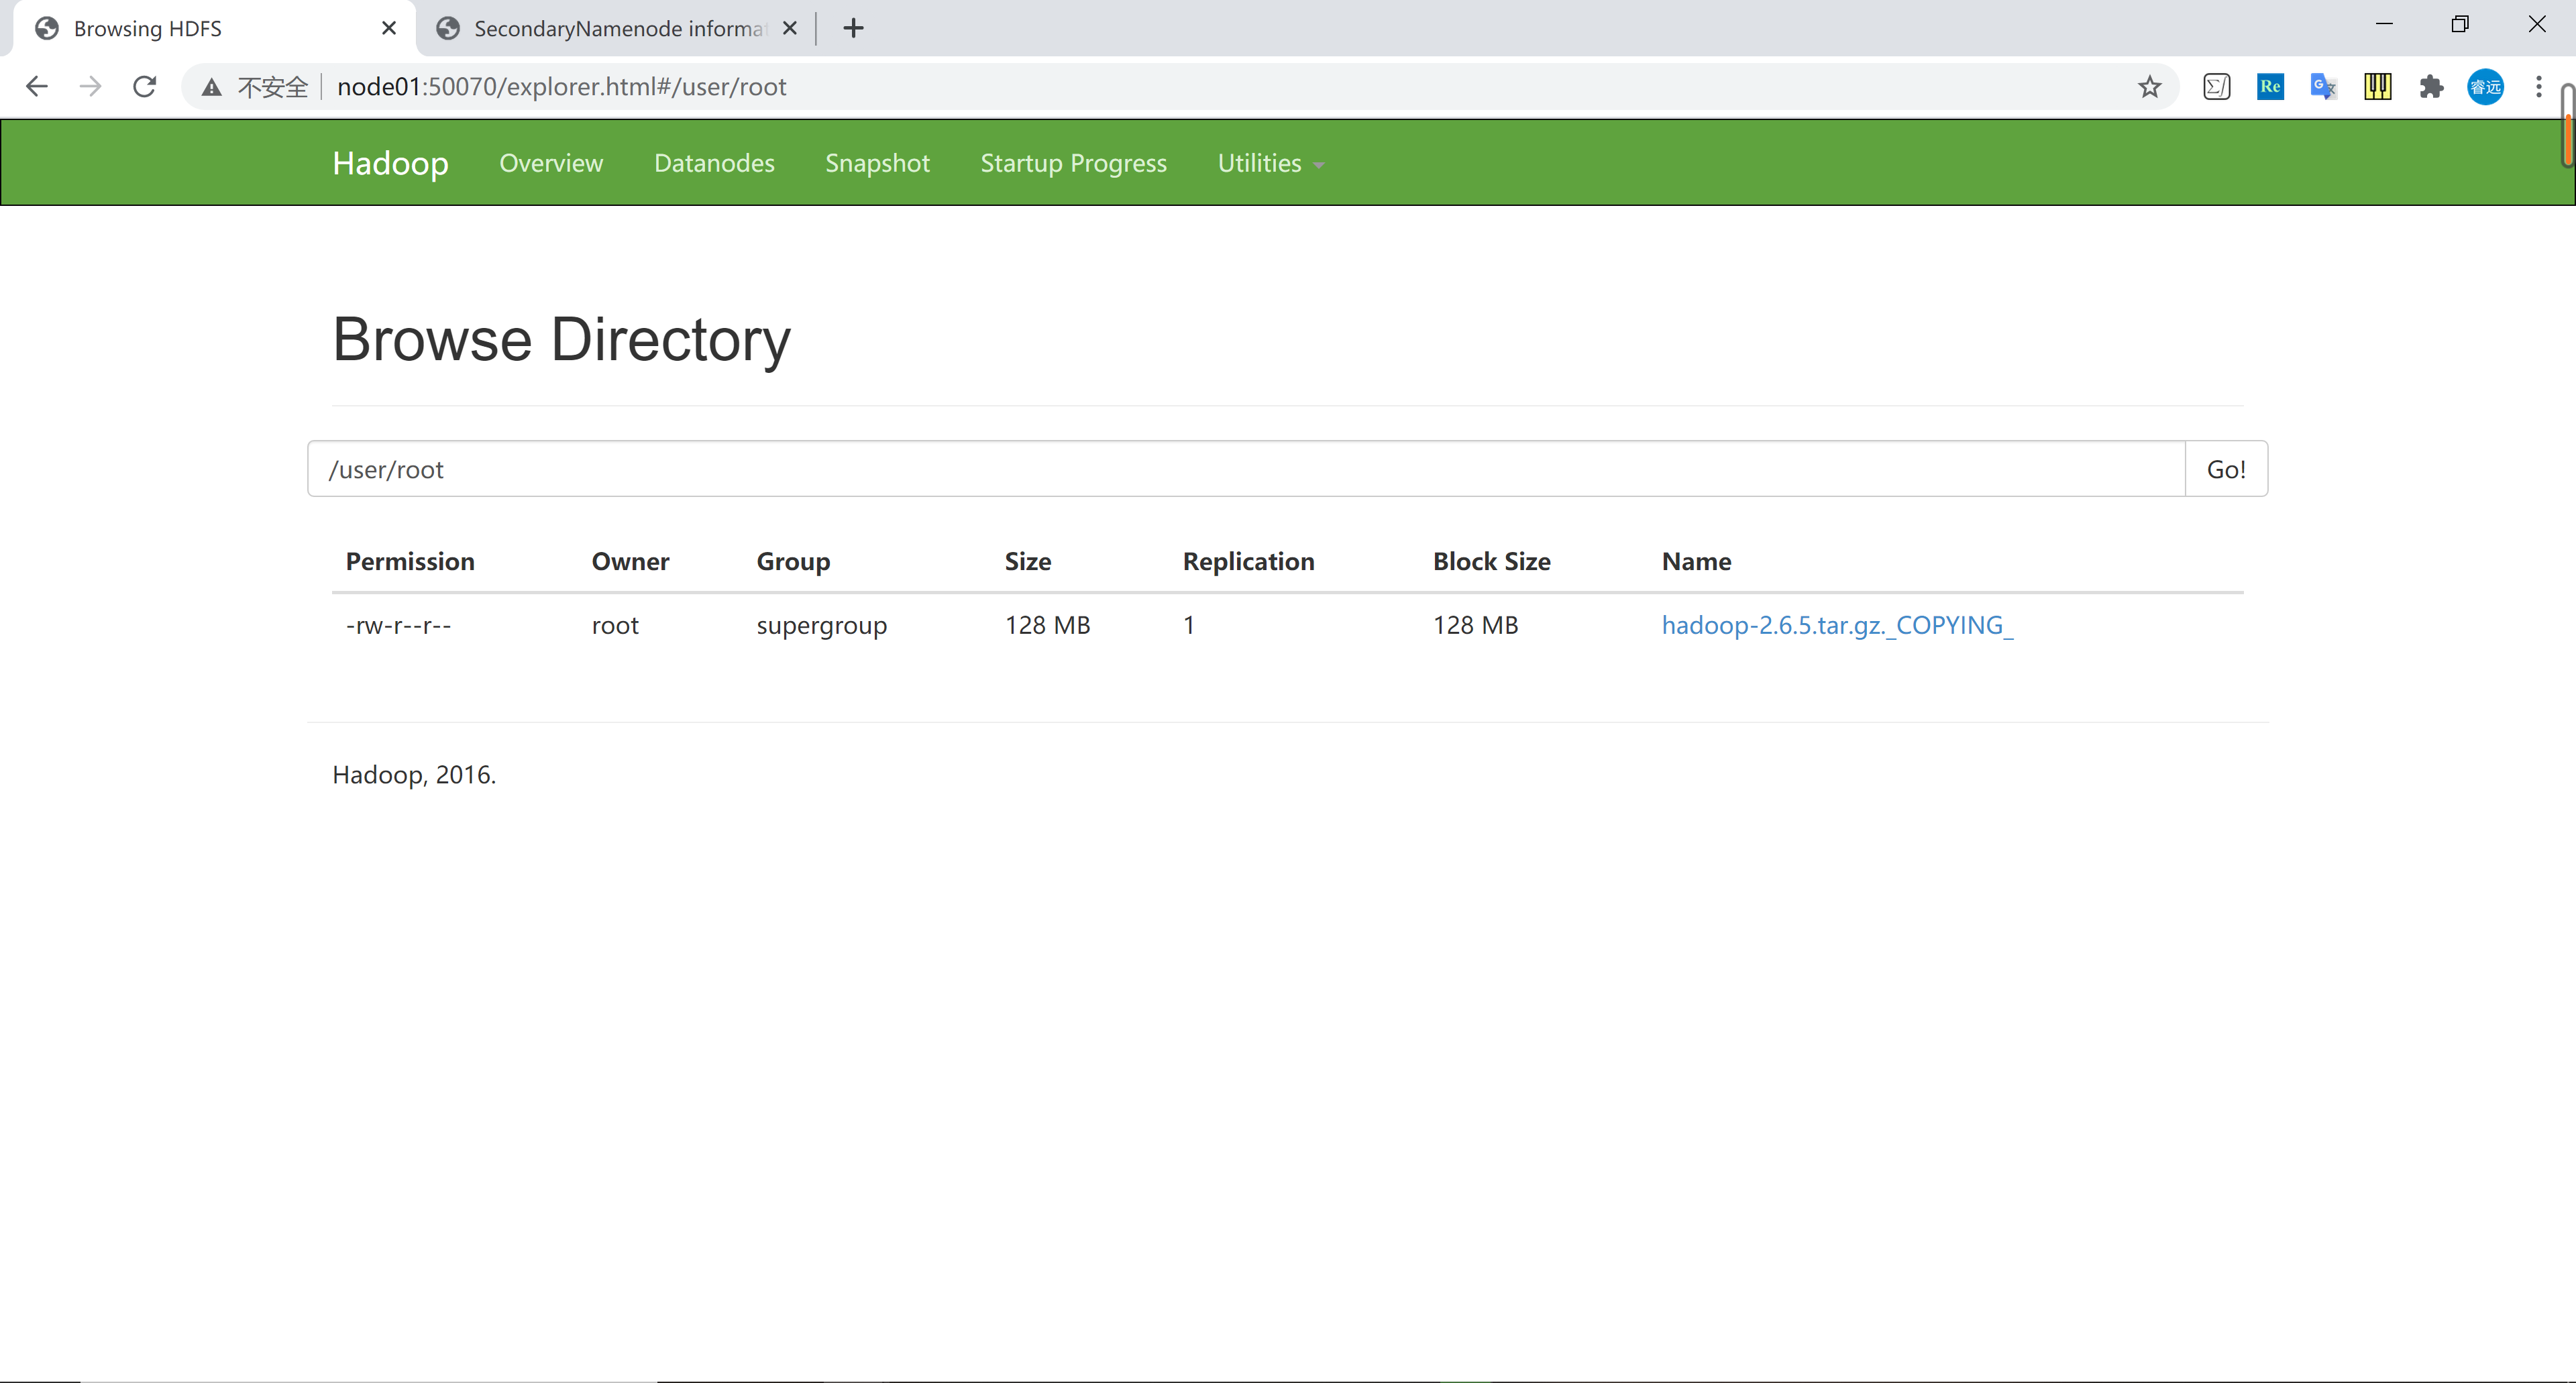 Browsing HDFS
SecondaryNamenode informa
不安全 node01:50070/explorer.html#/user/root
Re
睿远
Hadoop Overview Datanodes Snapshot Startup Progress Utilities
Browse Directory
/user/root Go!
Permission Owner Group Size Replication Block Size Name
-rw-r--r-- root supergroup 128 MB 1 128 MB hadoop-2.6.5.tar.gz._COPYING_
Hadoop, 2016.